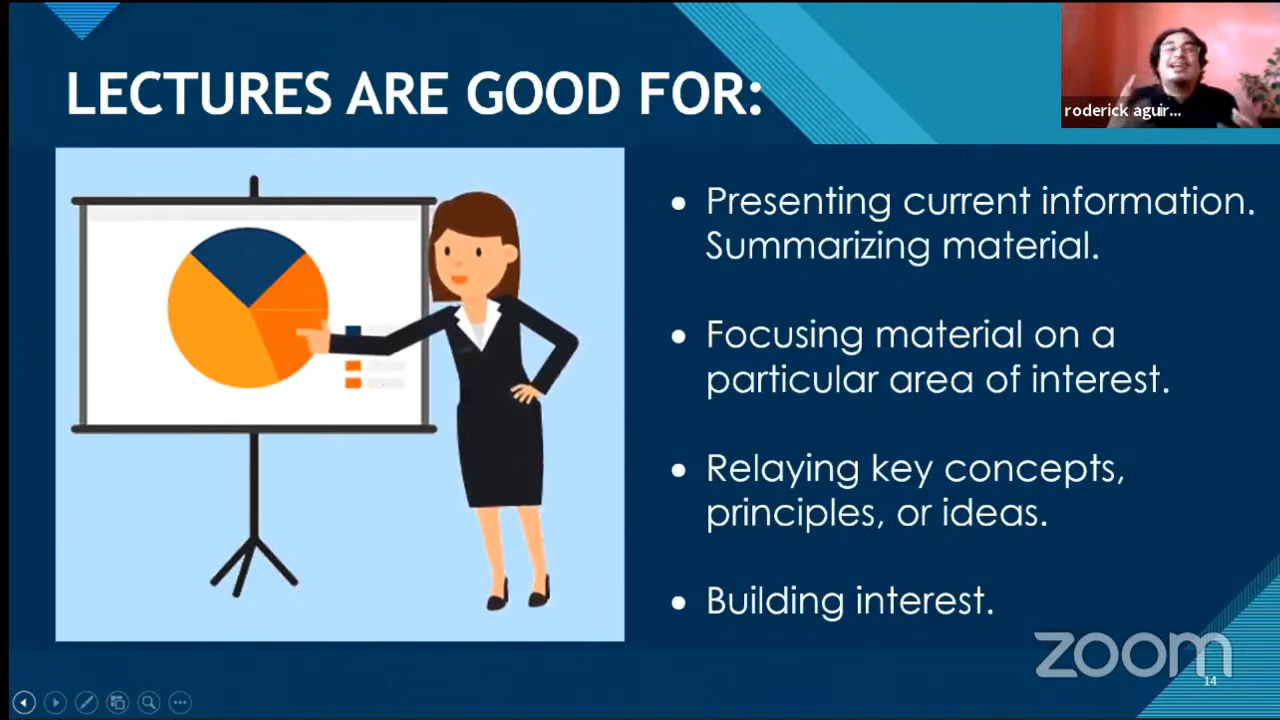 LECTURES ARE GOOD FOR:
roderick aguir...
• Presenting current information.
Summarizing material.
• Focusing material on a
particular area of interest.
• Relaying key concepts,
principles, or ideas.
• Building interest.
zoom
14